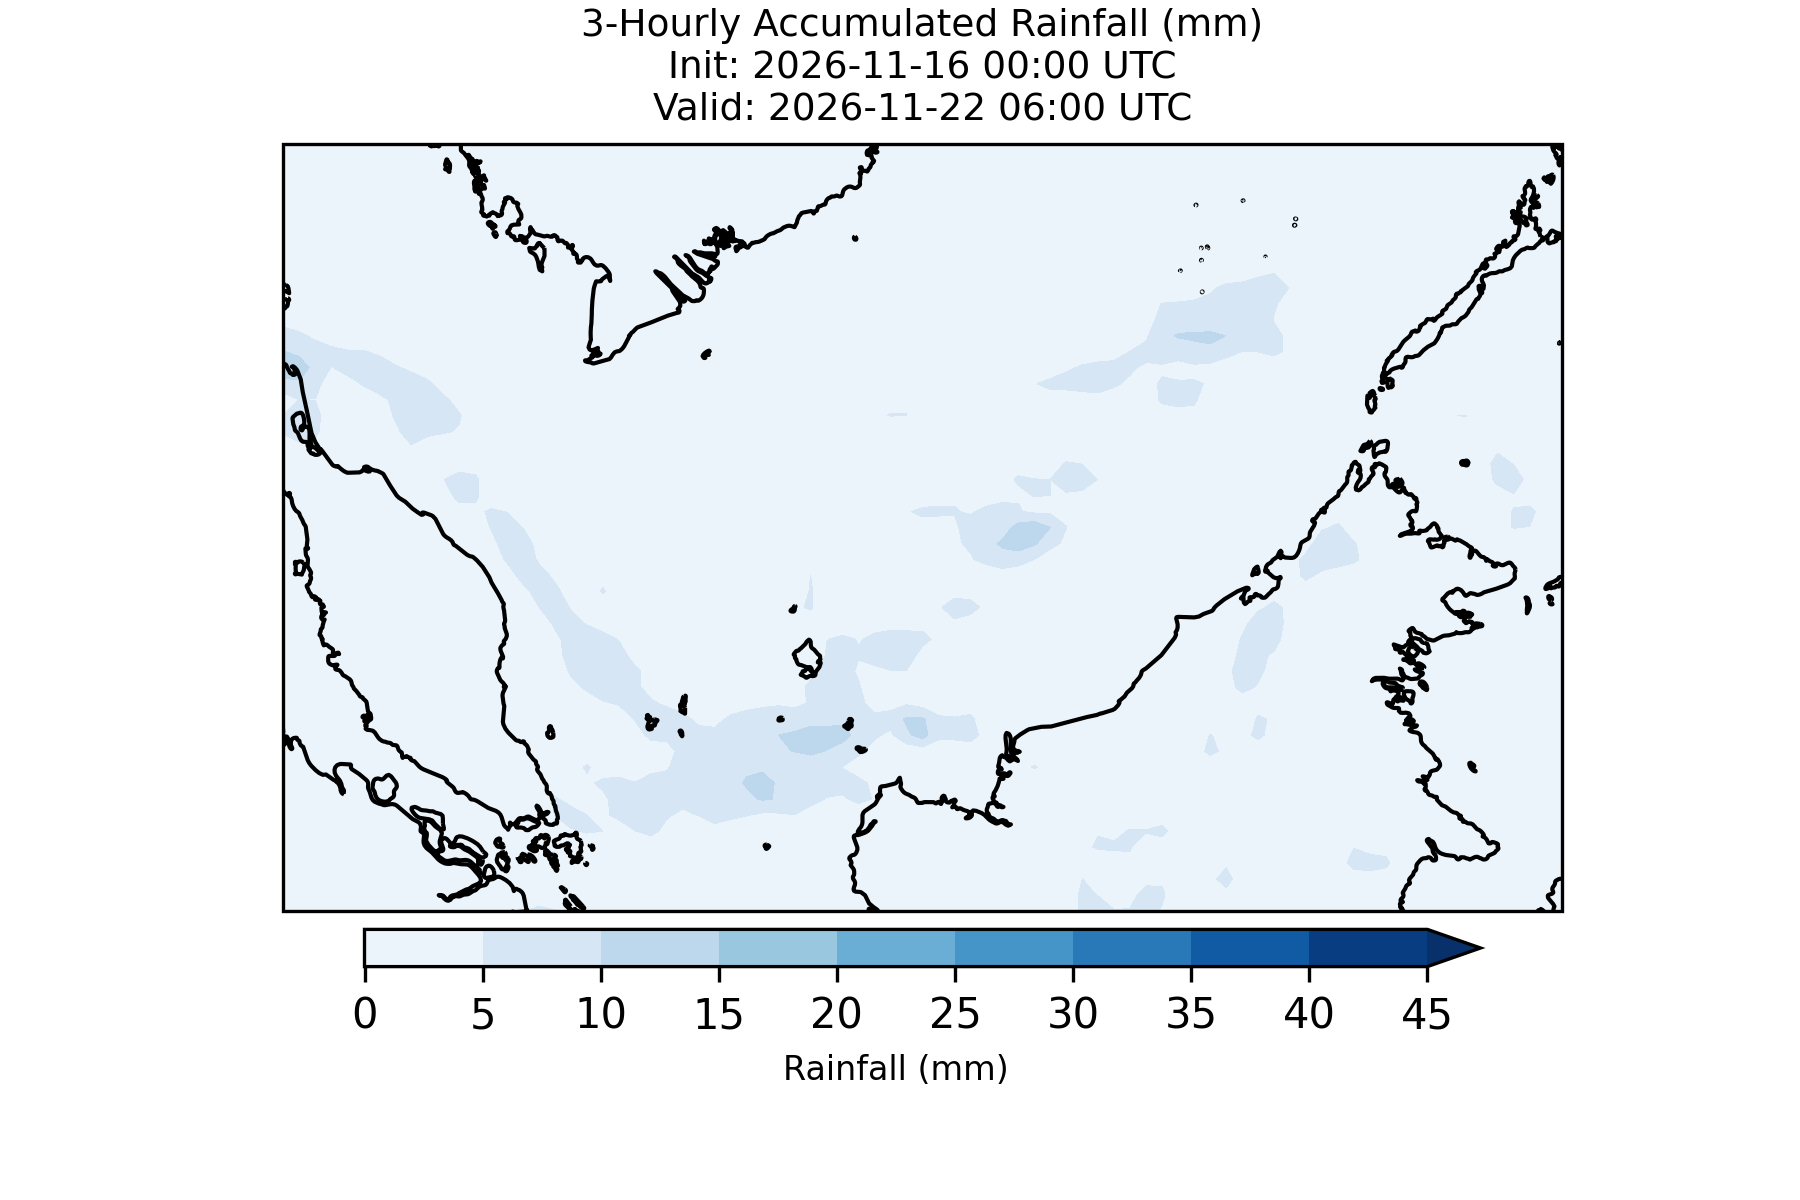 3-Hourly Accumulated Rainfall (mm)
Init: 2026-11-16 00:00 UTC
Valid: 2026-11-22 06:00 UTC
0 5 10 15 20 25 30 35 40 45
Rainfall (mm)